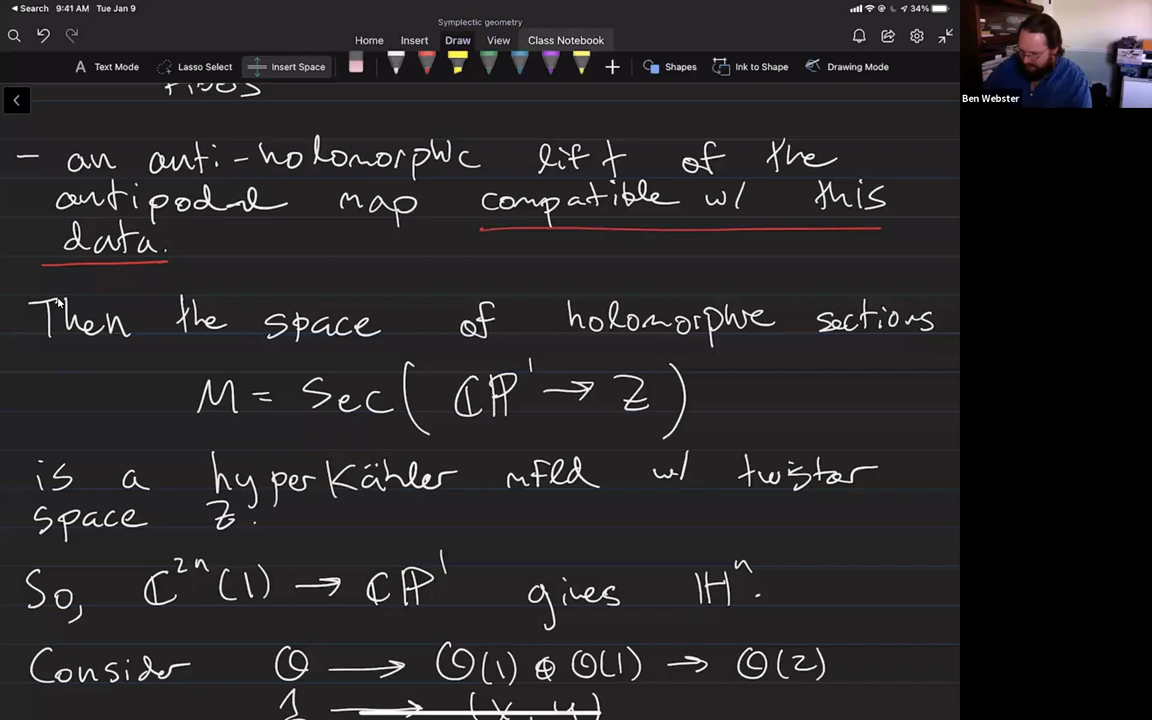 Search 9:41 AM Tue Jan 9
34%
Symplectic geometry
Home Insert Draw View Class Notebook
Text Mode Lasso Select Insert Space Shapes Ink to Shape Drawing Mode
Ben Webster
- an anti-holomorphic lift of the
antipodal map compatible w/ this
data.
Then the space of holomorphic sections
M = Sec( ℂℙ¹ → Z )
is a hyperKähler mfld w/ twistor
space Z.
So, ℂ²ⁿ(1) → ℂℙ¹ gives ℍⁿ.
Consider O → O(1) ⊕ O(1) → O(2)
1 → (x, y)